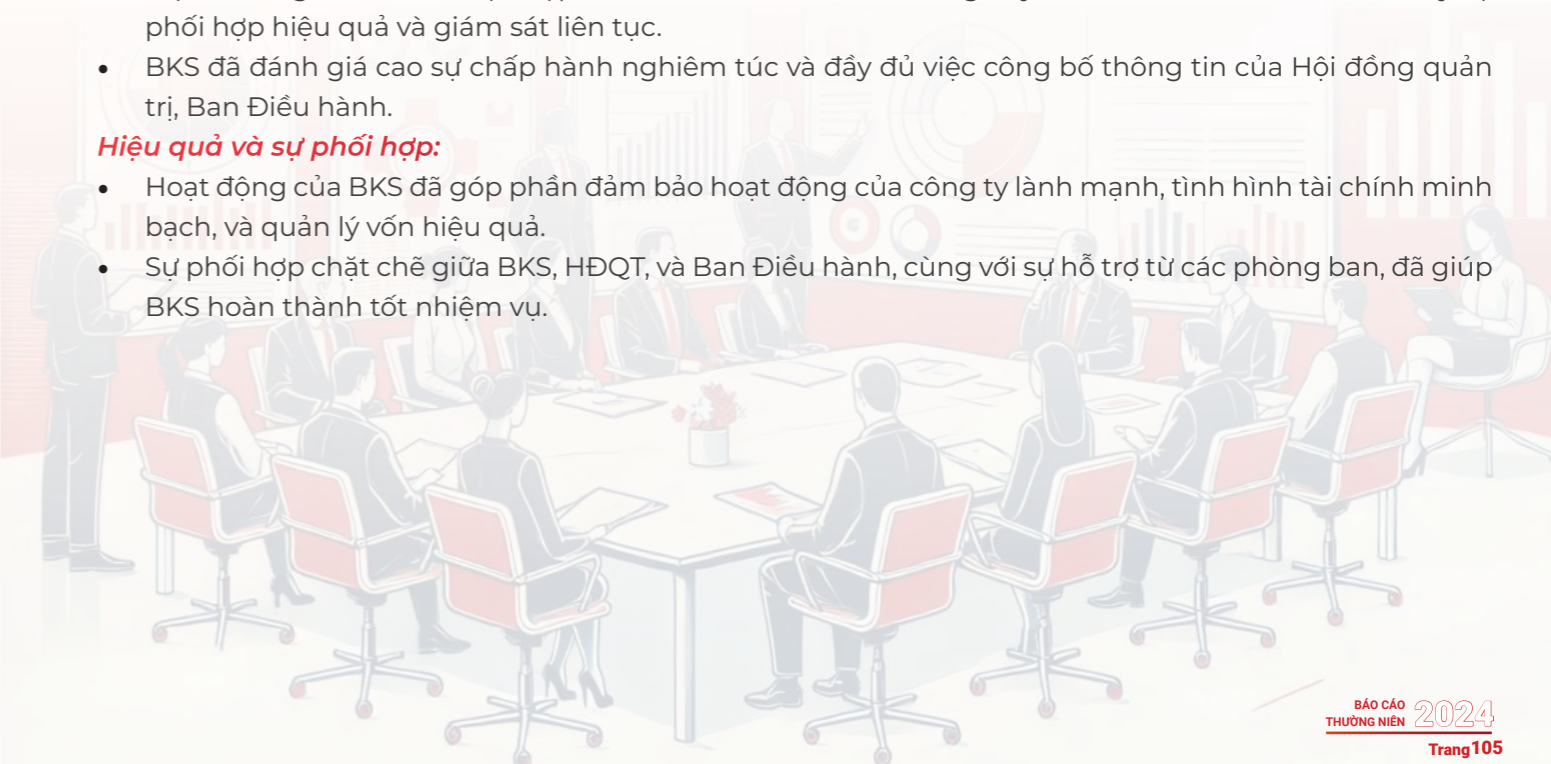 phối hợp hiệu quả và giám sát liên tục.
• BKS đã đánh giá cao sự chấp hành nghiêm túc và đầy đủ việc công bố thông tin của Hội đồng quản
trị, Ban Điều hành.
Hiệu quả và sự phối hợp:
• Hoạt động của BKS đã góp phần đảm bảo hoạt động của công ty lành mạnh, tình hình tài chính minh
bạch, và quản lý vốn hiệu quả.
• Sự phối hợp chặt chẽ giữa BKS, HĐQT, và Ban Điều hành, cùng với sự hỗ trợ từ các phòng ban, đã giúp
BKS hoàn thành tốt nhiệm vụ.
BÁO CÁO
THƯỜNG NIÊN 2024
Trang105